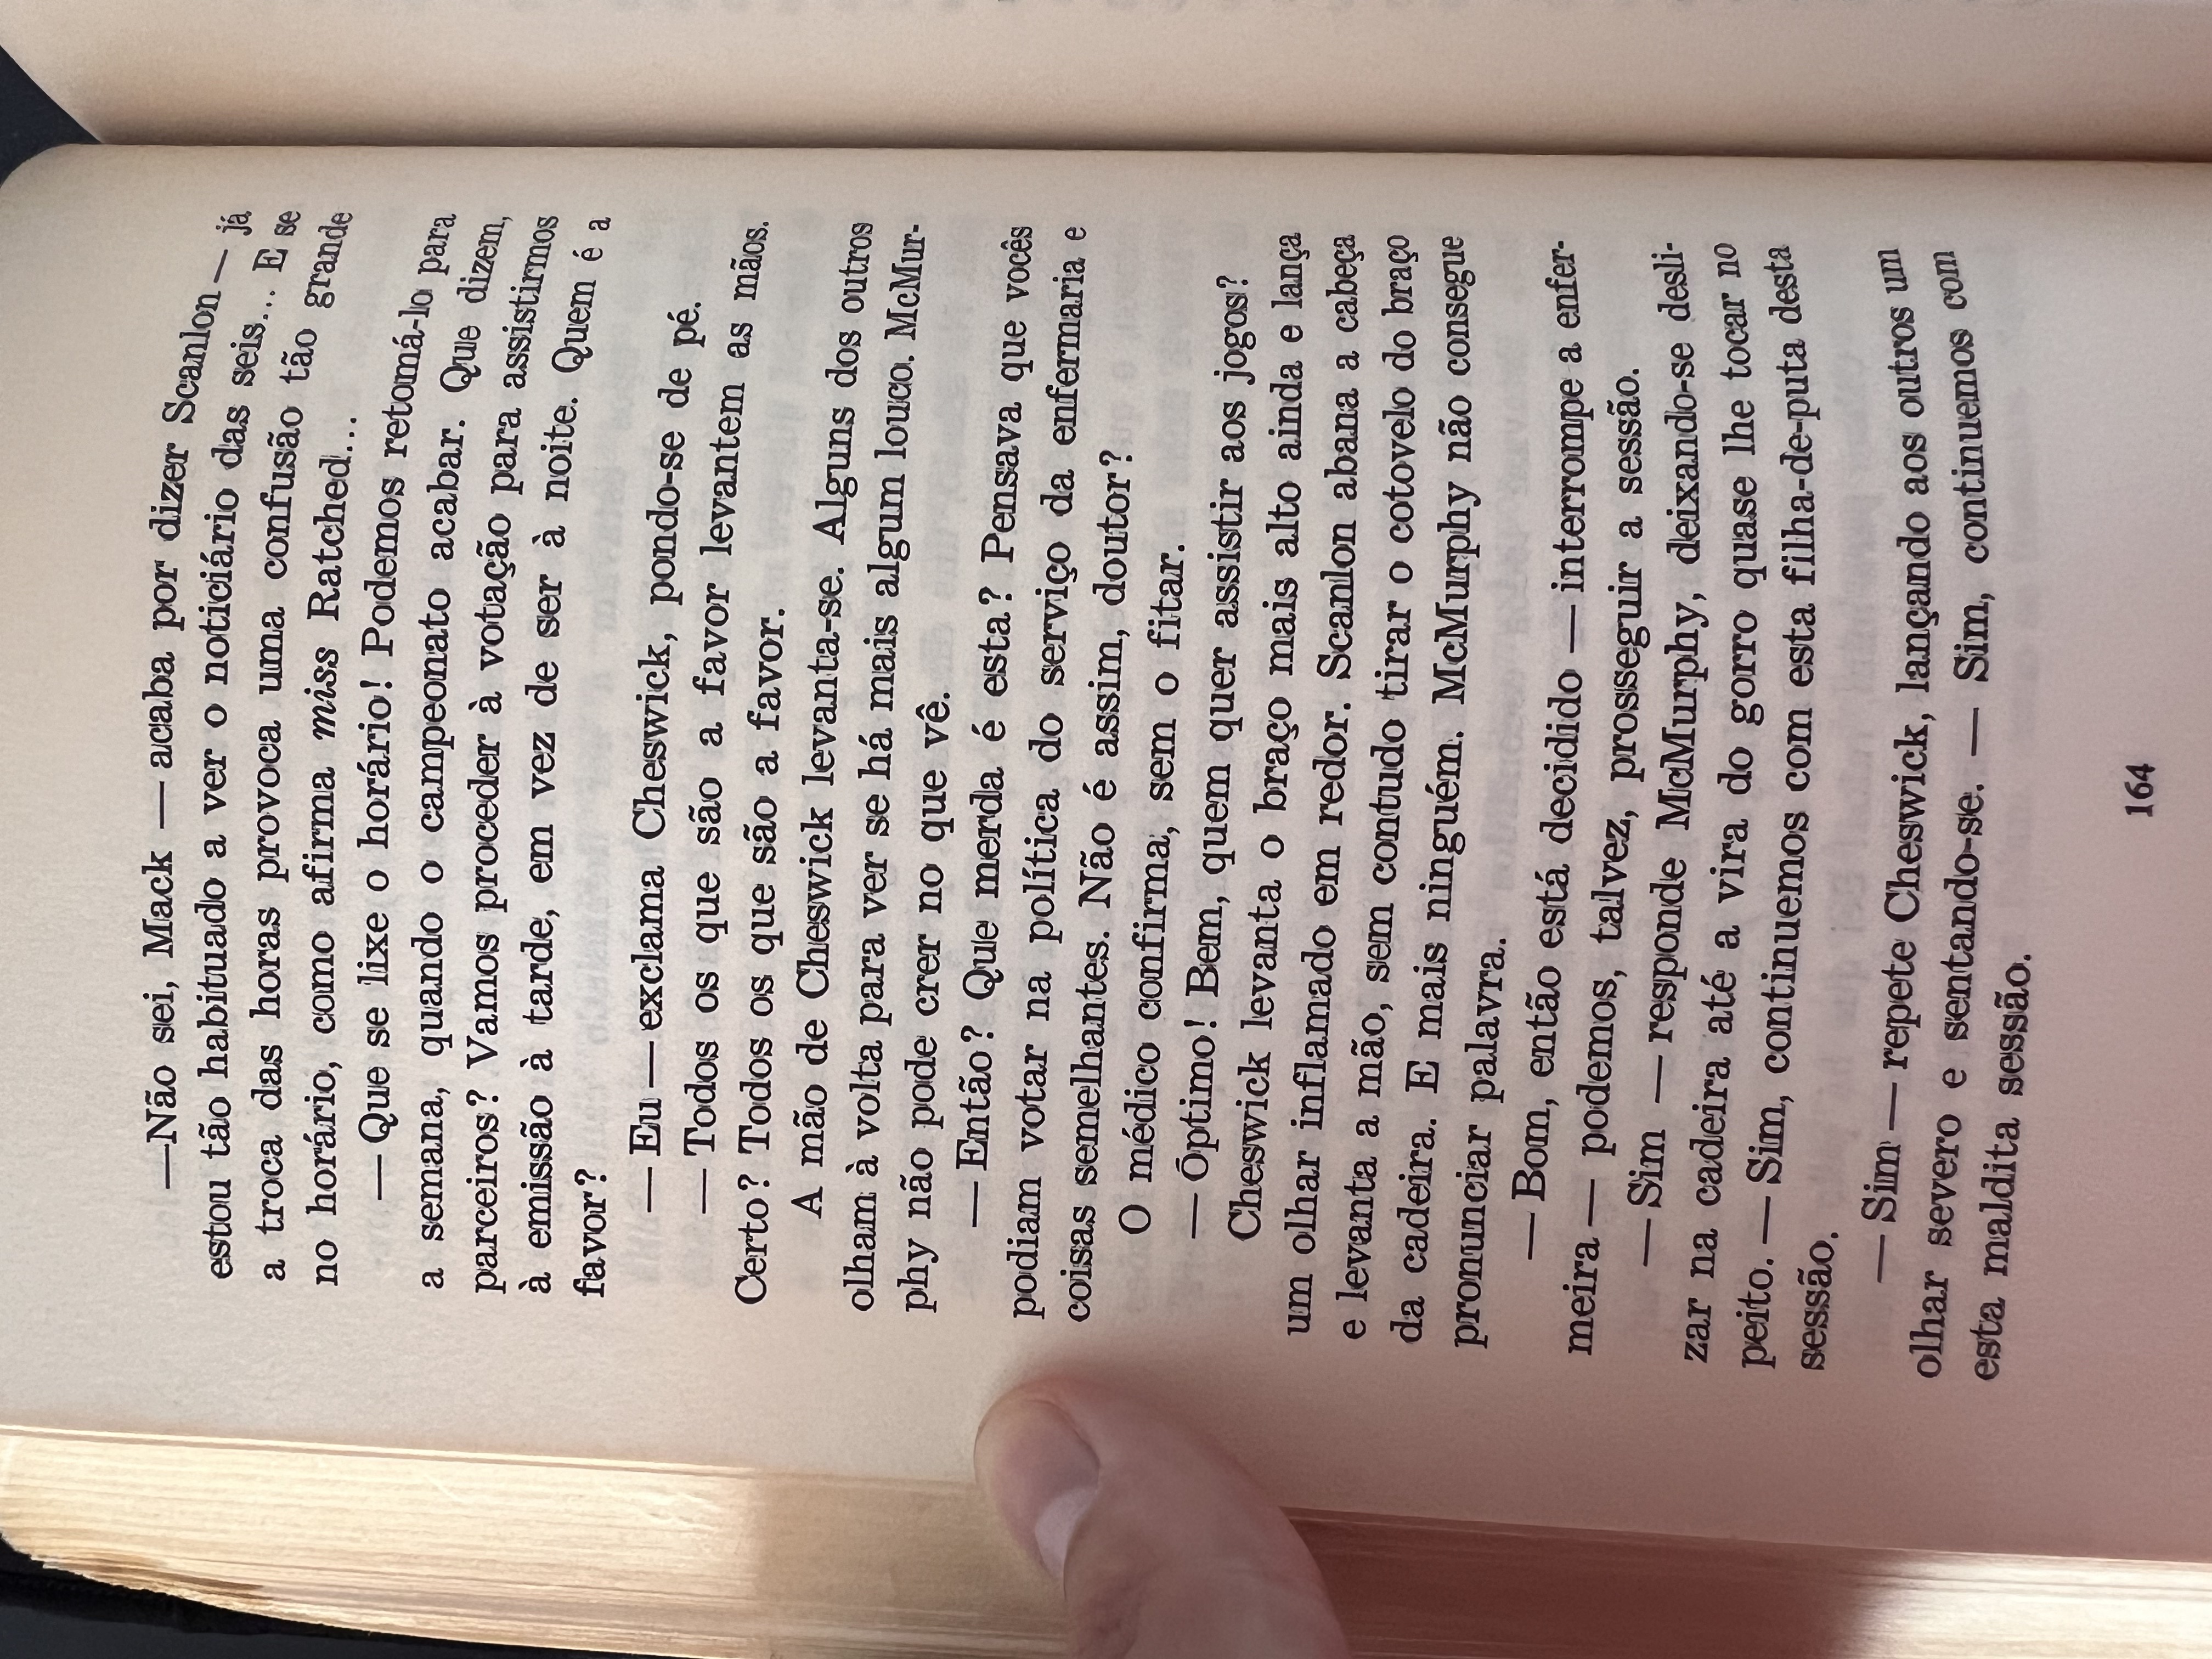 —Não sei, Mack — acaba por dizer Scanlon — já
estou tão habituado a ver o noticiário das seis... E se
a troca das horas provoca uma confusão tão grande
no horário, como afirma miss Ratched...
— Que se lixe o horário! Podemos retomá-lo para
a semana, quando o campeonato acabar. Que dizem,
parceiros? Vamos proceder à votação para assistirmos
à emissão à tarde, em vez de ser à noite. Quem é a
favor?
— Eu — exclama Cheswick, pondo-se de pé.
— Todos os que são a favor levantem as mãos.
Certo? Todos os que são a favor.
A mão de Cheswick levanta-se. Alguns dos outros
olham à volta para ver se há mais algum louco. McMur-
phy não pode crer no que vê.
— Então? Que merda é esta? Pensava que vocês
podiam votar na política do serviço da enfermaria e
coisas semelhantes. Não é assim, doutor?
O médico confirma, sem o fitar.
— Óptimo! Bem, quem quer assistir aos jogos?
Cheswick levanta o braço mais alto ainda e lança
um olhar inflamado em redor. Scanlon abana a cabeça
e levanta a mão, sem contudo tirar o cotovelo do braço
da cadeira. E mais ninguém. McMurphy não consegue
pronunciar palavra.
— Bom, então está decidido — interrompe a enfer-
meira — podemos, talvez, prosseguir a sessão.
— Sim — responde McMurphy, deixando-se desli-
zar na cadeira até a vira do gorro quase lhe tocar no
peito. — Sim, continuemos com esta filha-de-puta desta
sessão.
— Sim — repete Cheswick, lançando aos outros um
olhar severo e sentando-se. — Sim, continuemos com
esta maldita sessão.
164